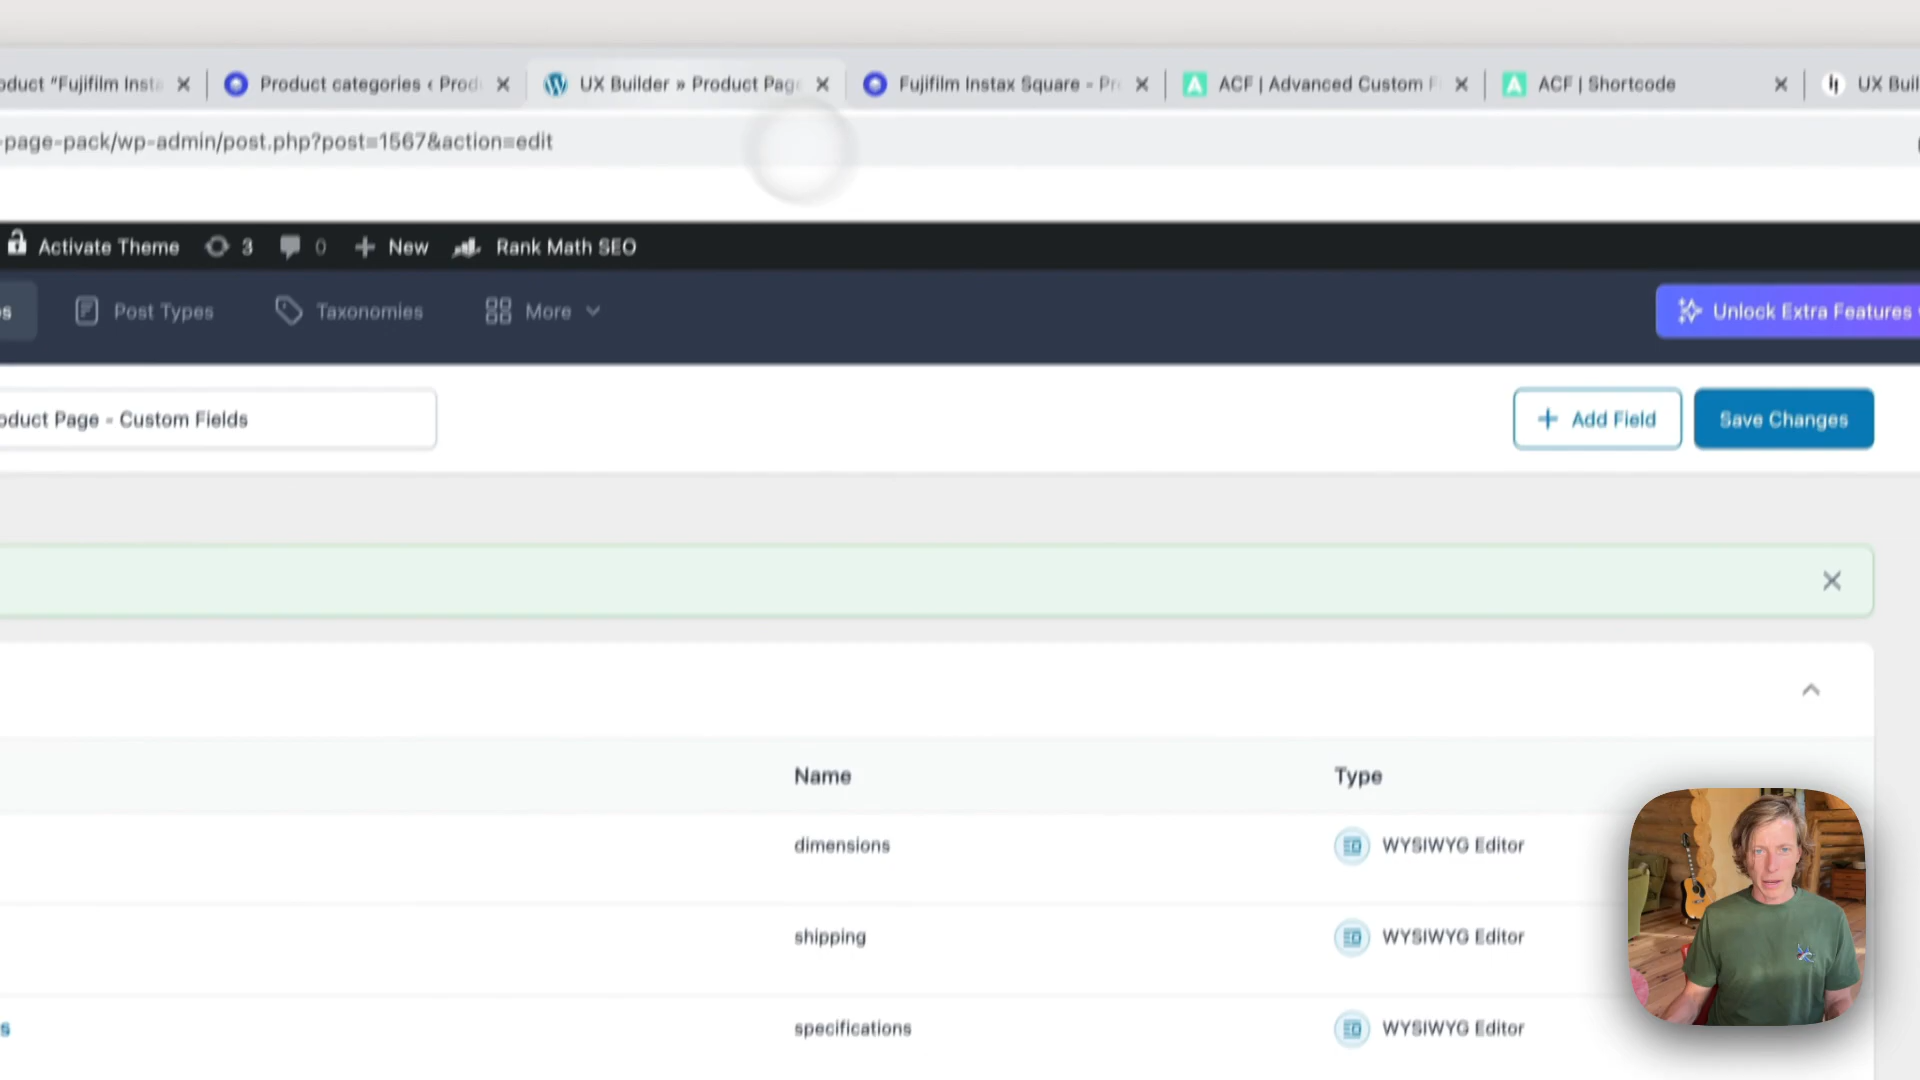 oduct "Fujifilm Insta
Product categories ‹ Prod
UX Builder » Product Pag
Fujifilm Instax Square - Pr
ACF | Advanced Custom F
ACF | Shortcode
UX Buil
-page-pack/wp-admin/post.php?post=1567&action=edit
Activate Theme
3
0
New
Rank Math SEO
s
Post Types
Taxonomies
More
Unlock Extra Features
oduct Page - Custom Fields
+ Add Field
Save Changes
Name
Type
dimensions
WYSIWYG Editor
shipping
WYSIWYG Editor
s
specifications
WYSIWYG Editor